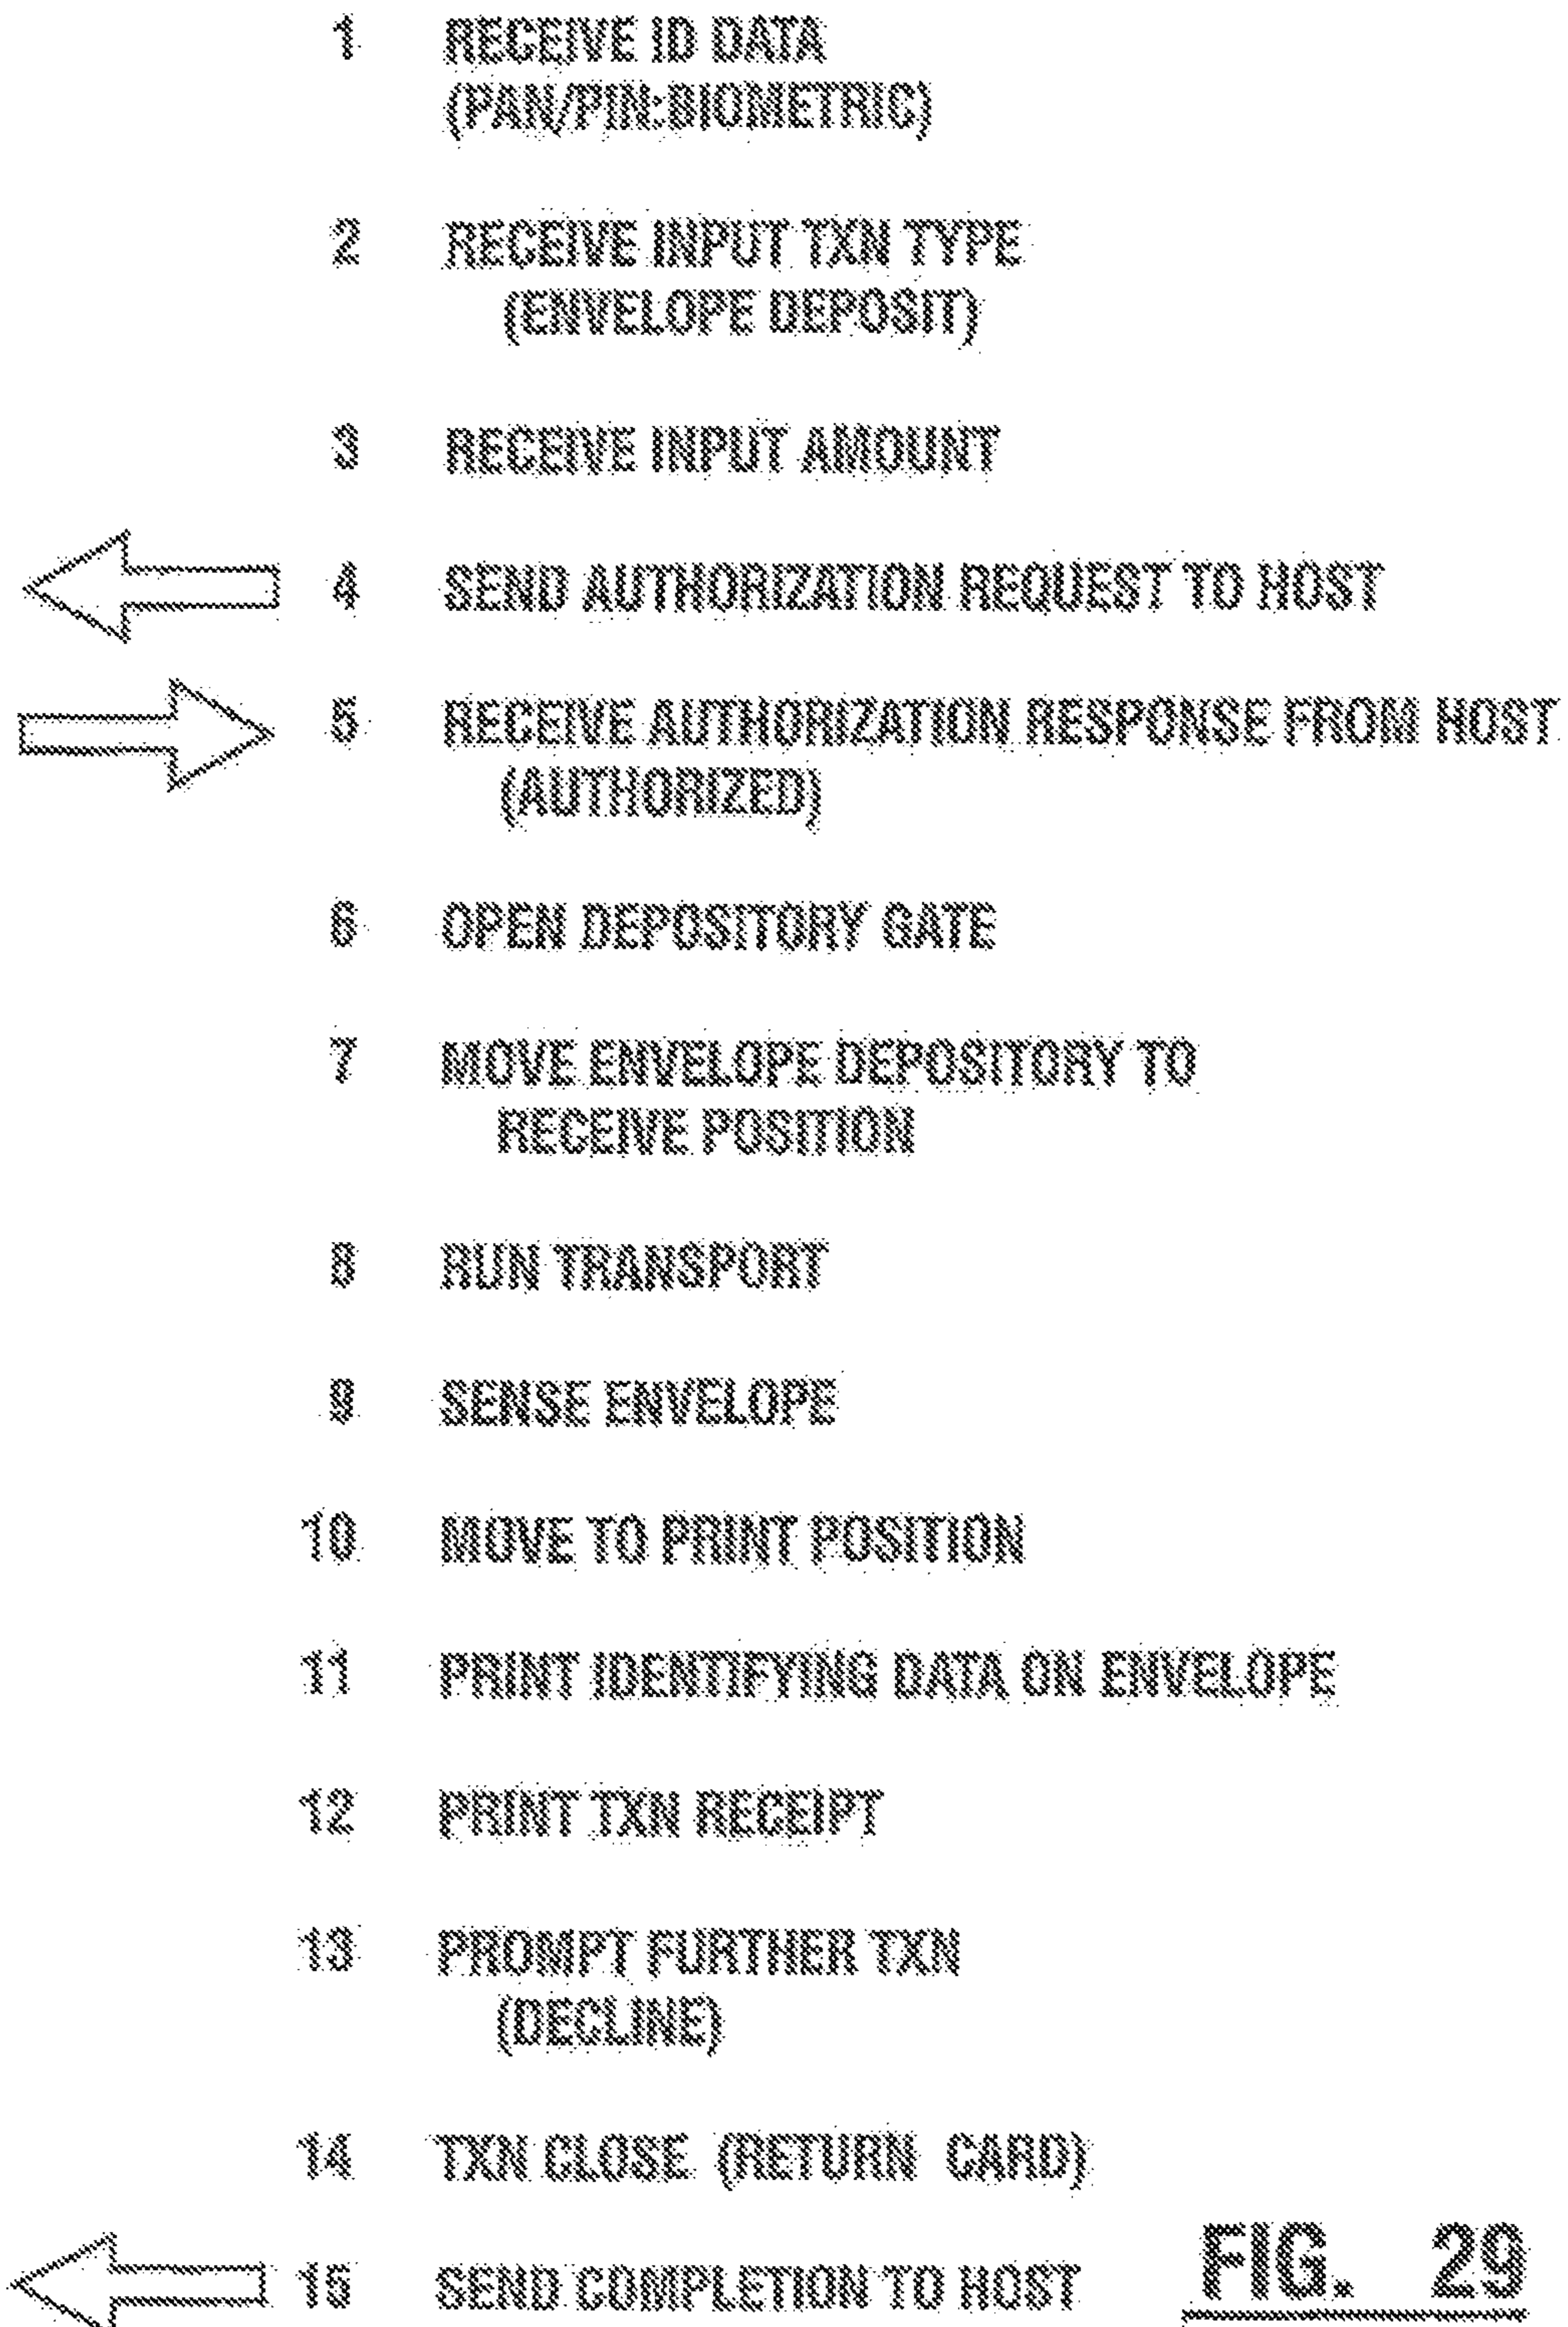 1 RECEIVE ID DATA
(PAN/PIN:BIOMETRIC)
2 RECEIVE INPUT TXN TYPE
(ENVELOPE DEPOSIT)
3 RECEIVE INPUT AMOUNT
4 SEND AUTHORIZATION REQUEST TO HOST
5 RECEIVE AUTHORIZATION RESPONSE FROM HOST
(AUTHORIZED)
6 OPEN DEPOSITORY GATE
7 MOVE ENVELOPE DEPOSITORY TO
RECEIVE POSITION
8 RUN TRANSPORT
9 SENSE ENVELOPE
10 MOVE TO PRINT POSITION
11 PRINT IDENTIFYING DATA ON ENVELOPE
12 PRINT TXN RECEIPT
13 PROMPT FURTHER TXN
(DECLINE)
14 TXN CLOSE (RETURN CARD)
15 SEND COMPLETION TO HOST
FIG. 29